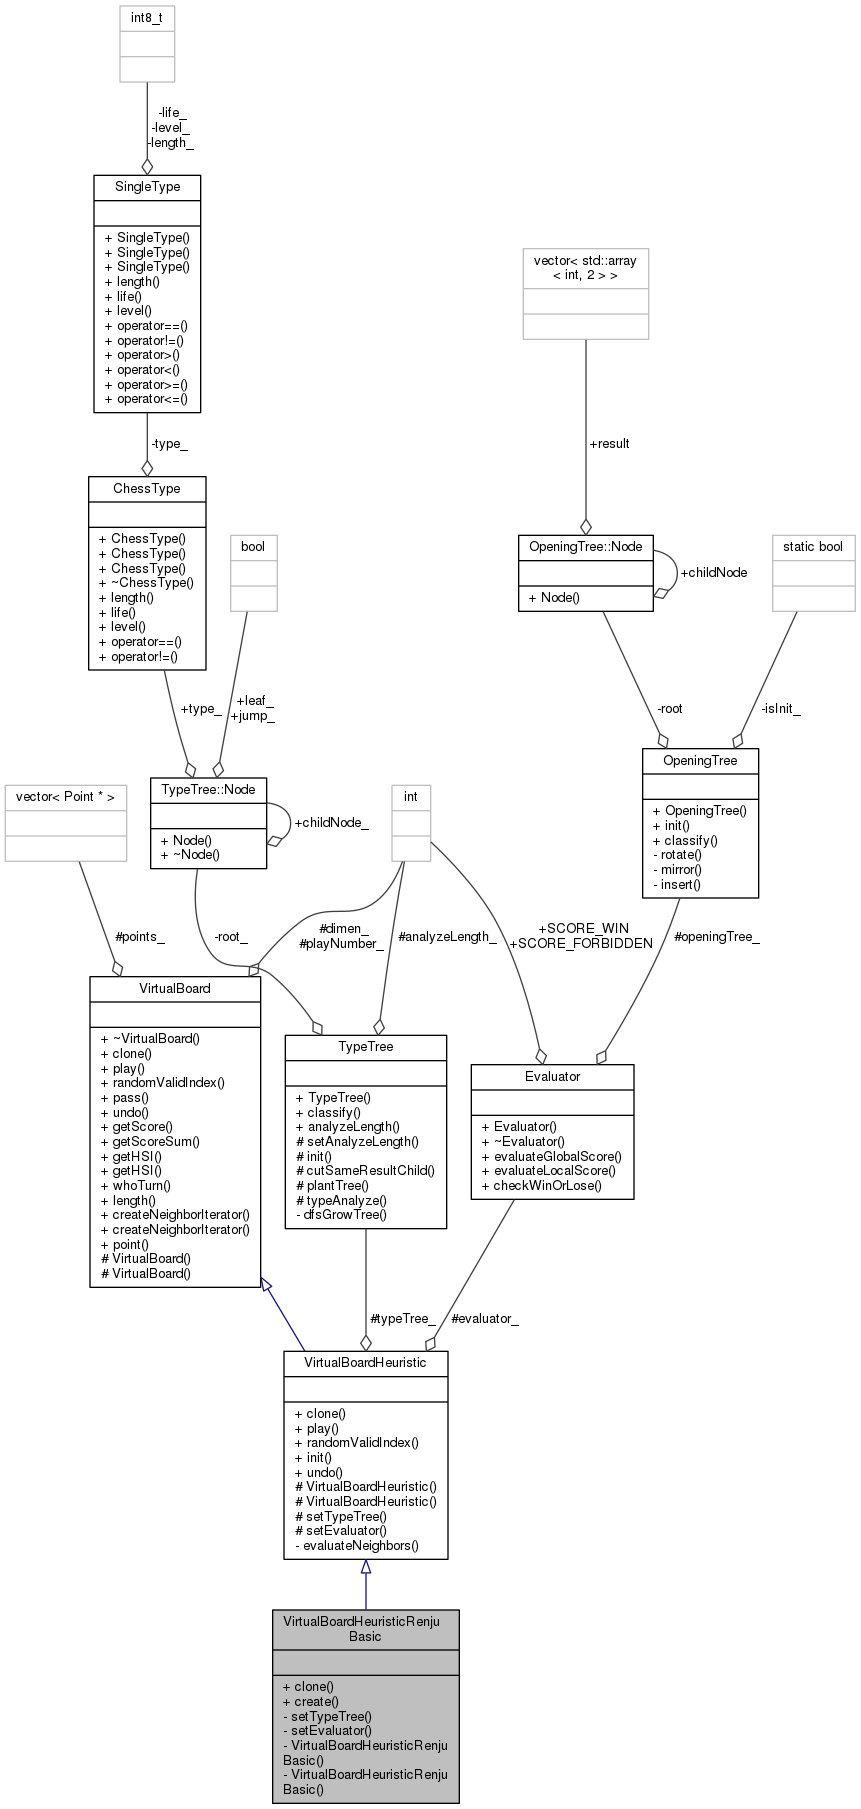 int8_t
-life_
-level_
-length_
SingleType
+ SingleType()
+ SingleType()
+ SingleType()
+ length()
+ life()
+ level()
+ operator==()
+ operator!=()
+ operator>()
+ operator<()
+ operator>=()
+ operator<=()
vector< std::array
< int, 2 > >
-type_
+result
ChessType
+ ChessType()
+ ChessType()
+ ChessType()
+ ~ChessType()
+ length()
+ life()
+ level()
+ operator==()
+ operator!=()
bool
OpeningTree::Node
+ Node()
+childNode
static bool
+type_
+leaf_
+jump_
-root
-isInit_
vector< Point * >
TypeTree::Node
+ Node()
+ ~Node()
+childNode_
int
OpeningTree
+ OpeningTree()
+ init()
+ classify()
- rotate()
- mirror()
- insert()
#points_
-root_
#dimen_
#playNumber_
#analyzeLength_
+SCORE_WIN
+SCORE_FORBIDDEN
#openingTree_
VirtualBoard
+ ~VirtualBoard()
+ clone()
+ play()
+ randomValidIndex()
+ pass()
+ undo()
+ getScore()
+ getScoreSum()
+ getHSI()
+ getHSI()
+ whoTurn()
+ length()
+ createNeighborIterator()
+ createNeighborIterator()
+ point()
# VirtualBoard()
# VirtualBoard()
TypeTree
+ TypeTree()
+ classify()
+ analyzeLength()
# setAnalyzeLength()
# init()
# cutSameResultChild()
# plantTree()
# typeAnalyze()
- dfsGrowTree()
Evaluator
+ Evaluator()
+ ~Evaluator()
+ evaluateGlobalScore()
+ evaluateLocalScore()
+ checkWinOrLose()
#typeTree_
#evaluator_
VirtualBoardHeuristic
+ clone()
+ play()
+ randomValidIndex()
+ init()
+ undo()
# VirtualBoardHeuristic()
# VirtualBoardHeuristic()
# setTypeTree()
# setEvaluator()
- evaluateNeighbors()
VirtualBoardHeuristicRenju
Basic
+ clone()
+ create()
- setTypeTree()
- setEvaluator()
- VirtualBoardHeuristicRenju
Basic()
- VirtualBoardHeuristicRenju
Basic()